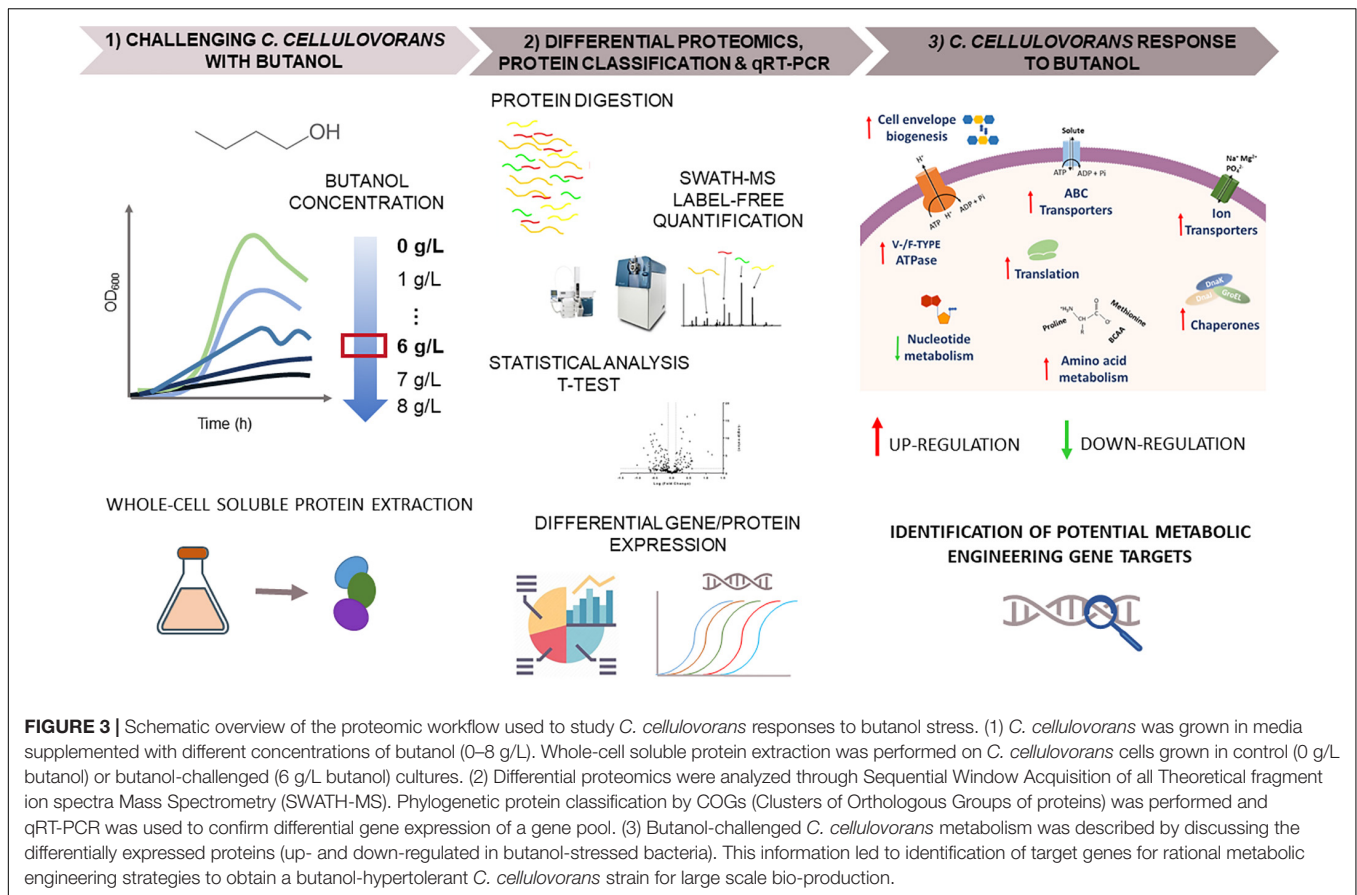 1) CHALLENGING C. CELLULOVORANS
WITH BUTANOL
OH
BUTANOL
CONCENTRATION
0 g/L
1 g/L
⋮
6 g/L
7 g/L
8 g/L
OD600
Time (h)
WHOLE-CELL SOLUBLE PROTEIN EXTRACTION
2) DIFFERENTIAL PROTEOMICS,
PROTEIN CLASSIFICATION & qRT-PCR
PROTEIN DIGESTION
SWATH-MS
LABEL-FREE
QUANTIFICATION
STATISTICAL ANALYSIS
T-TEST
Log (Fold Change)
DIFFERENTIAL GENE/PROTEIN
EXPRESSION
3) C. CELLULOVORANS RESPONSE
TO BUTANOL
Cell envelope
biogenesis
H⁺
ATP H⁺ ADP + Pi
V-/F-TYPE
ATPase
Solute
ATP ADP + Pi
ABC
Transporters
Na⁺ Mg²⁺
PO₄³⁻
Ion
Transporters
Translation
Nucleotide
metabolism
Proline
Methionine
BCAA
⁺H₃N CH C O O⁻
R
Amino acid
metabolism
DnaK
DnaJ
GroEL
Chaperones
UP-REGULATION
DOWN-REGULATION
IDENTIFICATION OF POTENTIAL METABOLIC
ENGINEERING GENE TARGETS
FIGURE 3 | Schematic overview of the proteomic workflow used to study C. cellulovorans responses to butanol stress. (1) C. cellulovorans was grown in media
supplemented with different concentrations of butanol (0–8 g/L). Whole-cell soluble protein extraction was performed on C. cellulovorans cells grown in control (0 g/L
butanol) or butanol-challenged (6 g/L butanol) cultures. (2) Differential proteomics were analyzed through Sequential Window Acquisition of all Theoretical fragment
ion spectra Mass Spectrometry (SWATH-MS). Phylogenetic protein classification by COGs (Clusters of Orthologous Groups of proteins) was performed and
qRT-PCR was used to confirm differential gene expression of a gene pool. (3) Butanol-challenged C. cellulovorans metabolism was described by discussing the
differentially expressed proteins (up- and down-regulated in butanol-stressed bacteria). This information led to identification of target genes for rational metabolic
engineering strategies to obtain a butanol-hypertolerant C. cellulovorans strain for large scale bio-production.